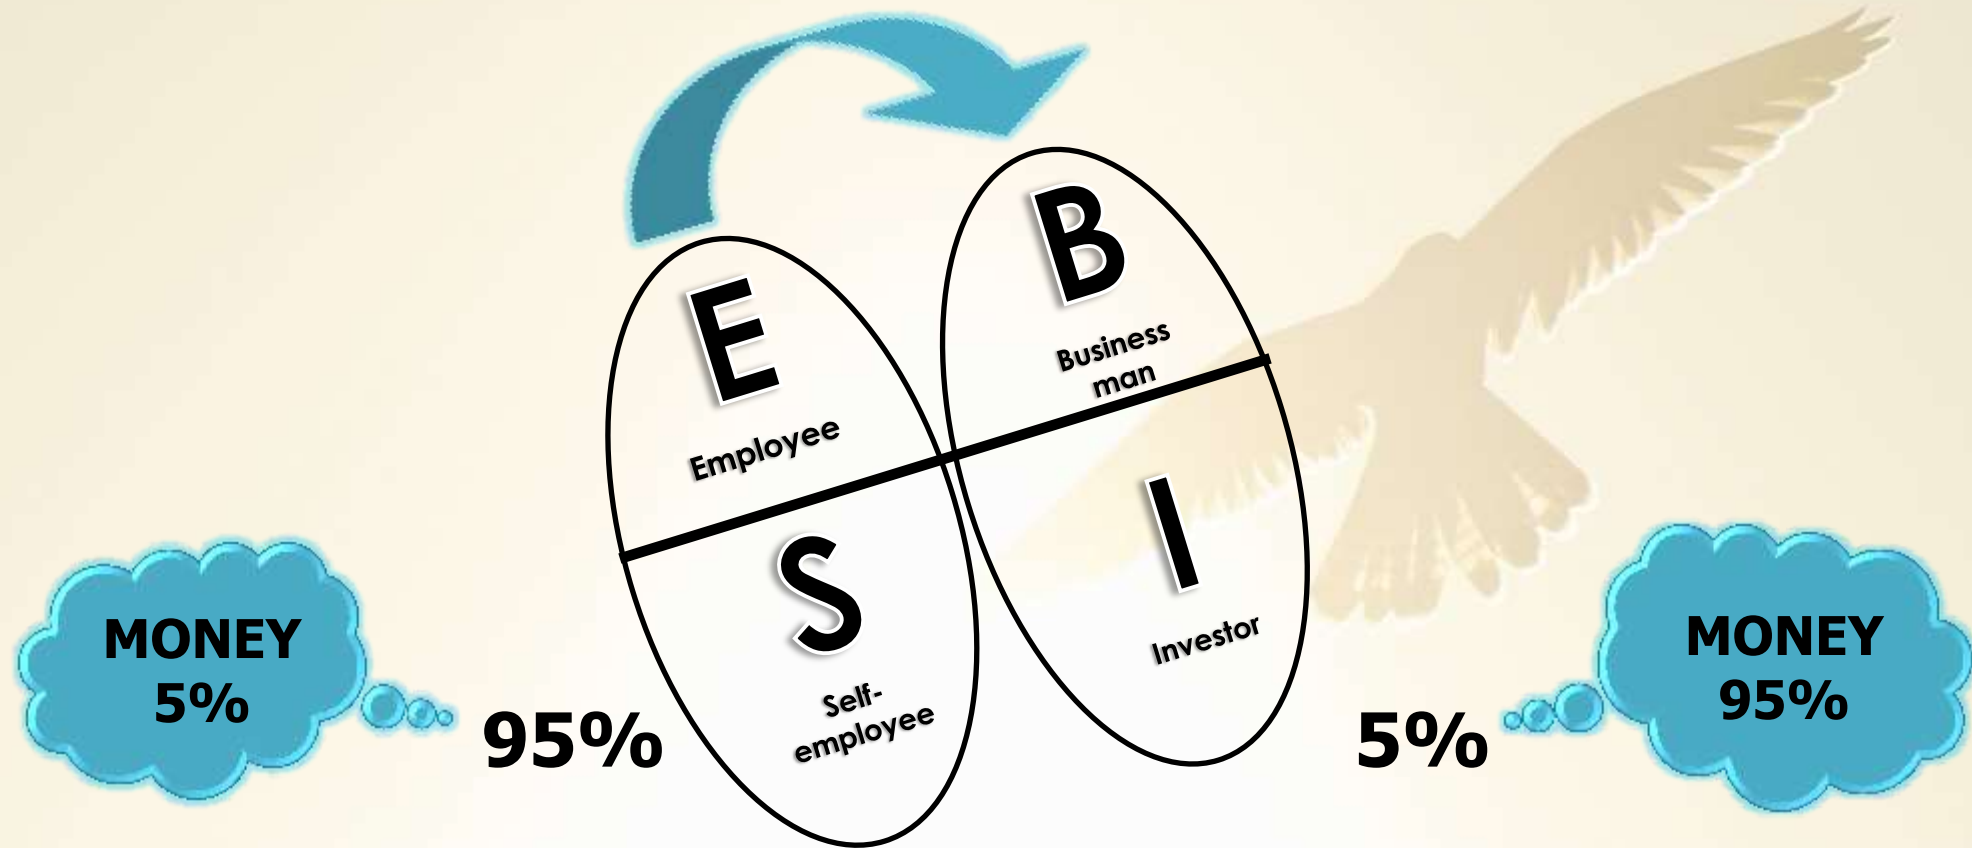 E
Employee
B
Business
man
S
Self-
employee
I
Investor
MONEY
5%
95%
5%
MONEY
95%